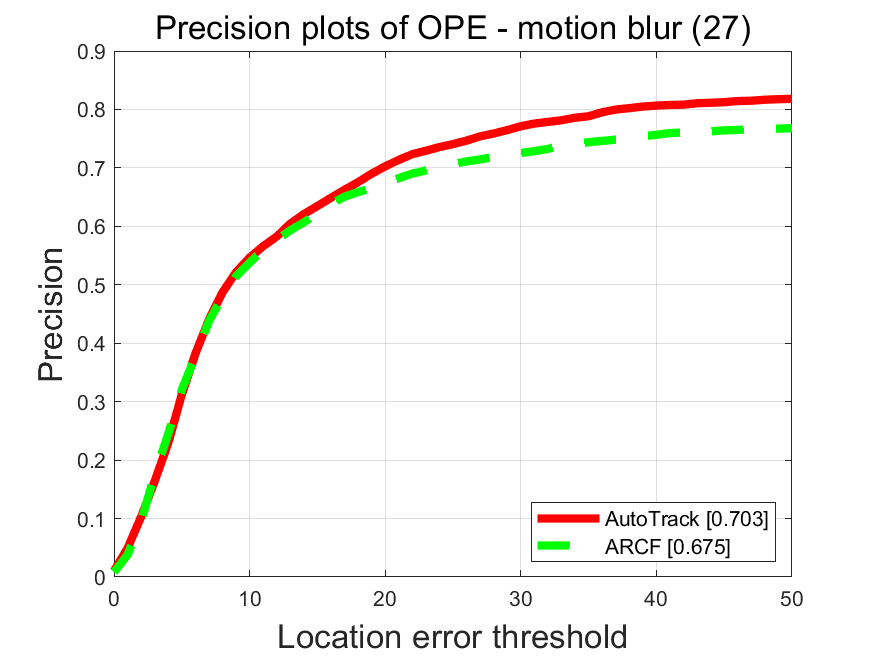 Precision plots of OPE - motion blur (27)
0.9
0.8
0.7
0.6
0.5
0.4
0.3
0.2
0.1
0
Precision
AutoTrack [0.703]
ARCF [0.675]
0 10 20 30 40 50
Location error threshold